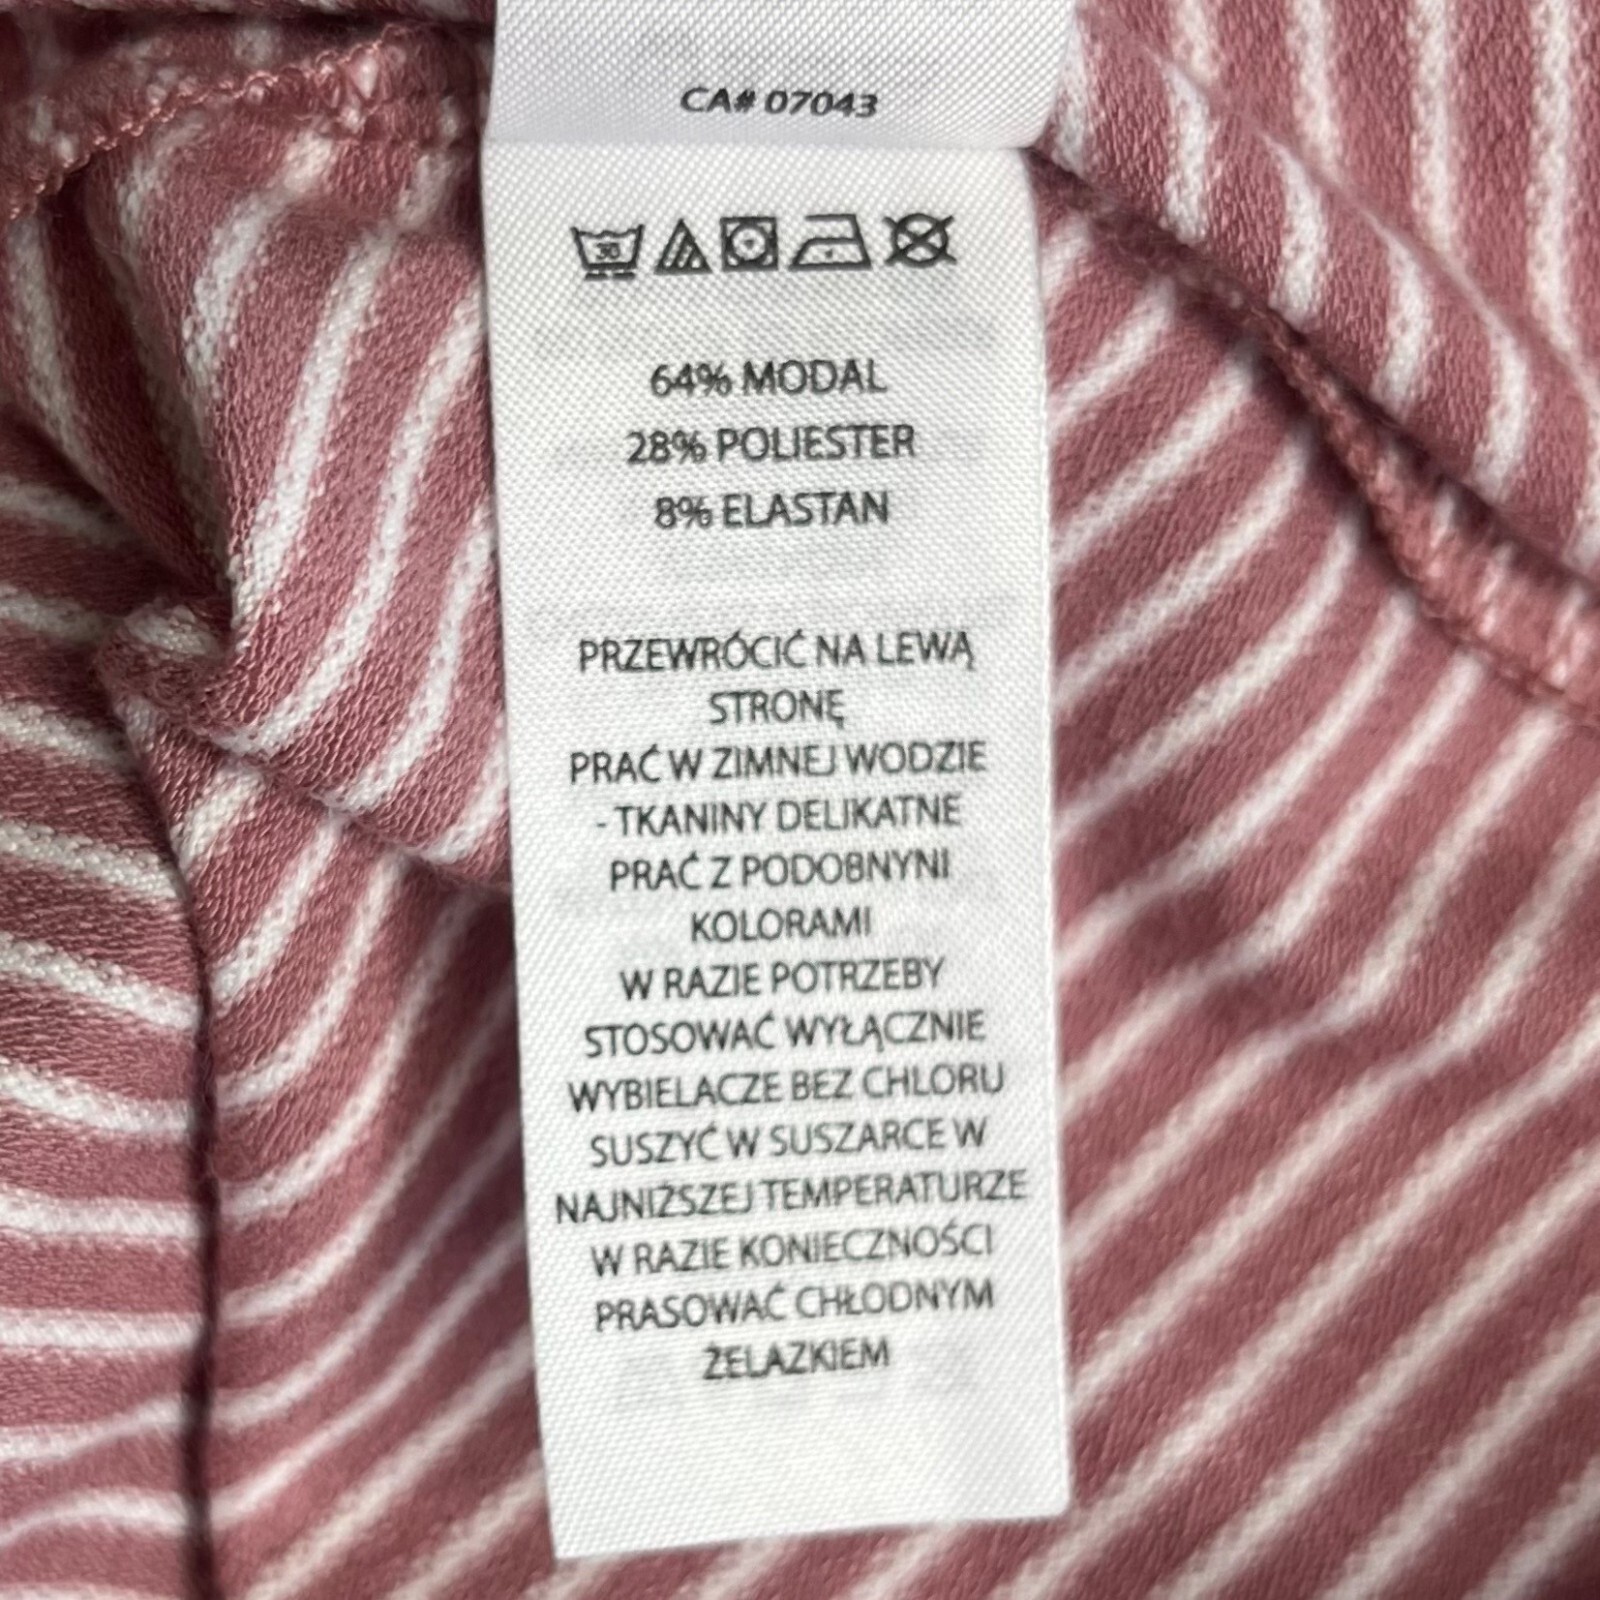 CA# 07043
30
64% MODAL
28% POLIESTER
8% ELASTAN
PRZEWRÓCIĆ NA LEWĄ
STRONĘ
PRAĆ W ZIMNEJ WODZIE
- TKANINY DELIKATNE
PRAĆ Z PODOBNYNI
KOLORAMI
W RAZIE POTRZEBY
STOSOWAĆ WYŁĄCZNIE
WYBIELACZE BEZ CHLORU
SUSZYĆ W SUSZARCE W
NAJNIŻSZEJ TEMPERATURZE
W RAZIE KONIECZNOŚCI
PRASOWAĆ CHŁODNYM
ŻELAZKIEM